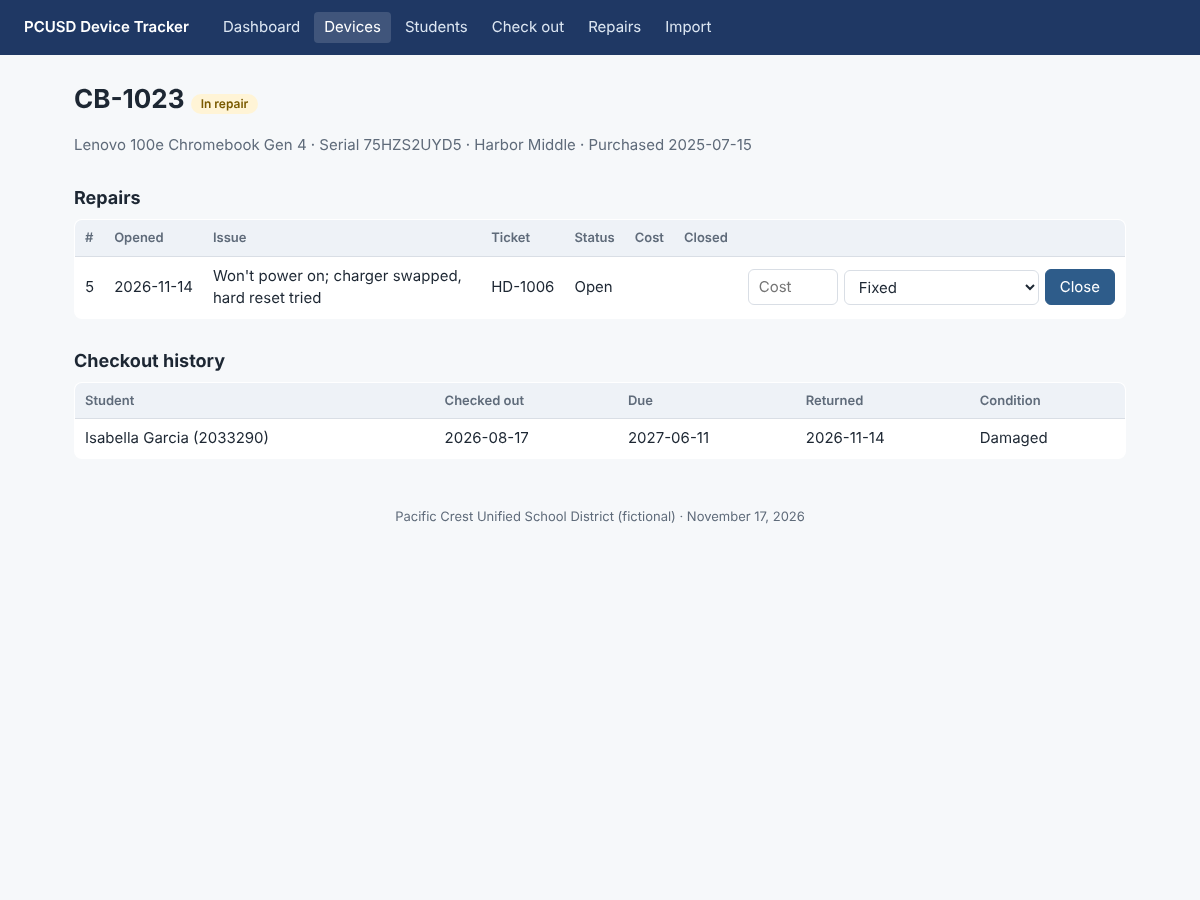 PCUSD Device Tracker Dashboard Devices Students Check out Repairs Import
CB-1023 In repair
Lenovo 100e Chromebook Gen 4 · Serial 75HZS2UYD5 · Harbor Middle · Purchased 2025-07-15
Repairs
# Opened Issue Ticket Status Cost Closed
5 2026-11-14 Won't power on; charger swapped, hard reset tried HD-1006 Open Cost Fixed Close
Checkout history
Student Checked out Due Returned Condition
Isabella Garcia (2033290) 2026-08-17 2027-06-11 2026-11-14 Damaged
Pacific Crest Unified School District (fictional) · November 17, 2026